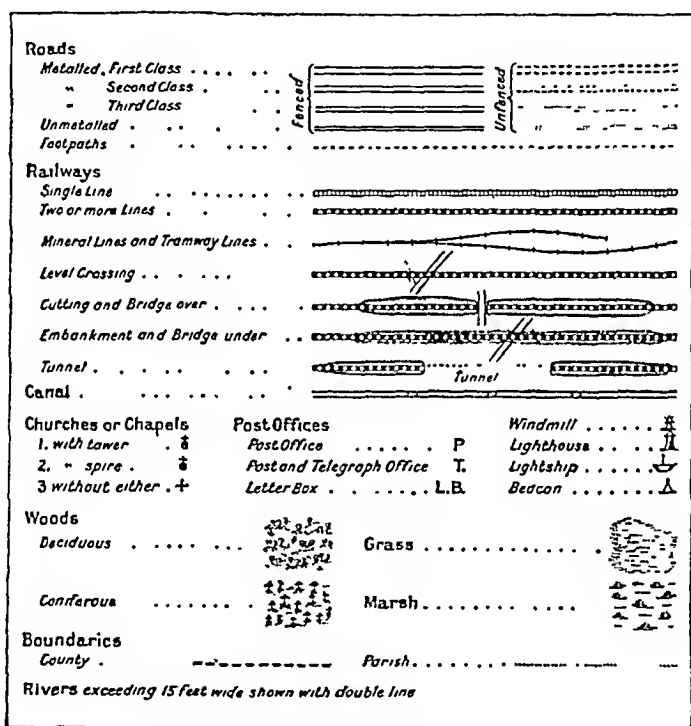 Roads
Metalled. First Class
" Second Class
" Third Class
Unmetalled
Footpaths
Fenced
Unfenced
Railways
Single Line
Two or more Lines
Mineral Lines and Tramway Lines
Level Crossing
Cutting and Bridge over
Embankment and Bridge under
Tunnel
Tunnel
Canal
Churches or Chapels
1. with tower
2. " spire
3 without either
Post Offices
Post Office P
Post and Telegraph Office T.
Letter Box L.B.
Windmill
Lighthouse
Lightship
Beacon
Woods
Deciduous
Grass
Coniferous
Marsh
Boundaries
County
Parish
Rivers exceeding 15 feet wide shown with double line